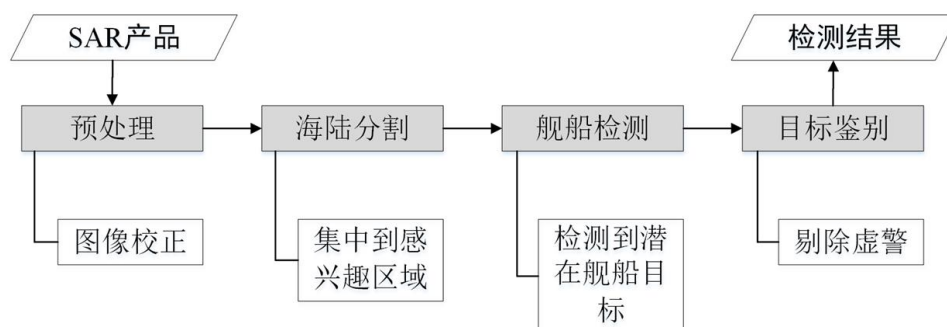 SAR产品
检测结果
预处理
海陆分割
舰船检测
目标鉴别
图像校正
集中到感
兴趣区域
检测到潜
在舰船目
标
剔除虚警